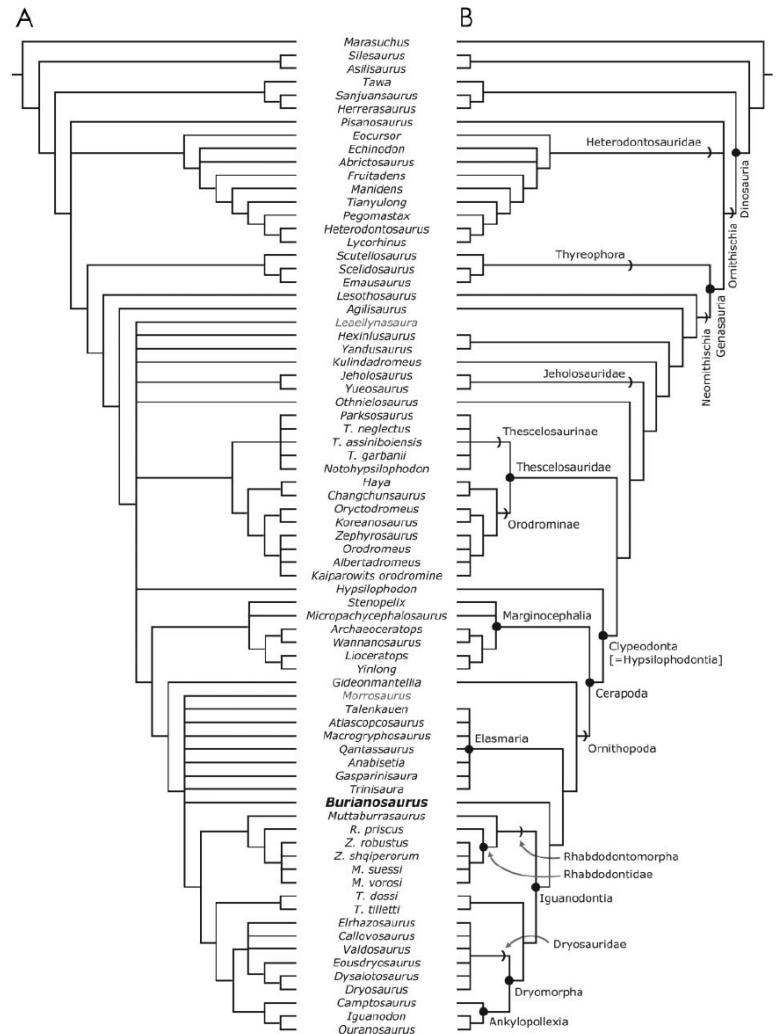 A
B
Marasuchus
Silesaurus
Asilisaurus
Tawa
Sanjuansaurus
Herrerasaurus
Pisanosaurus
Eocursor
Echinodon
Abrictosaurus
Fruitadens
Manidens
Tianyulong
Pegomastax
Heterodontosaurus
Lycorhinus
Scutellosaurus
Scelidosaurus
Emausaurus
Lesothosaurus
Agilisaurus
Leaellynasaura
Hexinlusaurus
Yandusaurus
Kulindadromeus
Jeholosaurus
Yueosaurus
Othnielosaurus
Parksosaurus
T. neglectus
T. assiniboiensis
T. garbanii
Notohypsilophodon
Haya
Changchunsaurus
Oryctodromeus
Koreanosaurus
Zephyrosaurus
Orodromeus
Albertadromeus
Kaiparowits orodromine
Hypsilophodon
Stenopelix
Micropachycephalosaurus
Archaeoceratops
Wannanosaurus
Lioceratops
Yinlong
Gideonmantellia
Morrosaurus
Talenkauen
Atlascopcosaurus
Macrogryphosaurus
Qantassaurus
Anabisetia
Gasparinisaura
Trinisaura
Burianosaurus
Muttaburrasaurus
R. priscus
Z. robustus
Z. shqiperorum
M. suessi
M. vorosi
T. dossi
T. tilletti
Elrhazosaurus
Callovosaurus
Valdosaurus
Eousdryosaurus
Dysalotosaurus
Dryosaurus
Camptosaurus
Iguanodon
Ouranosaurus
Heterodontosauridae
Dinosauria
Ornithischia
Thyreophora
Genasauria
Neornithischia
Jeholosauridae
Thescelosaurinae
Thescelosauridae
Orodrominae
Marginocephalia
Clypeodonta
[=Hypsilophodontia]
Cerapoda
Elasmaria
Ornithopoda
Rhabdodontomorpha
Rhabdodontidae
Iguanodontia
Dryosauridae
Dryomorpha
Ankylopollexia